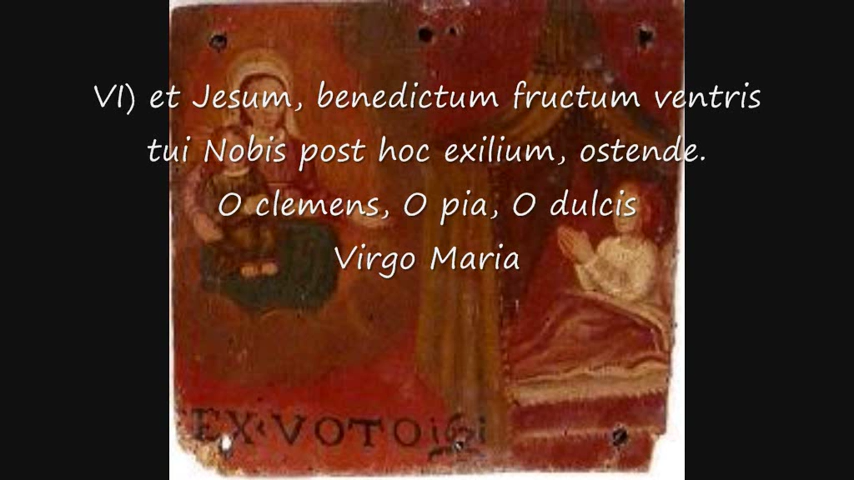 VI) et Jesum, benedictum fructum ventris
tui Nobis post hoc exilium, ostende.
O clemens, O pia, O dulcis
Virgo Maria
EX·VOTO